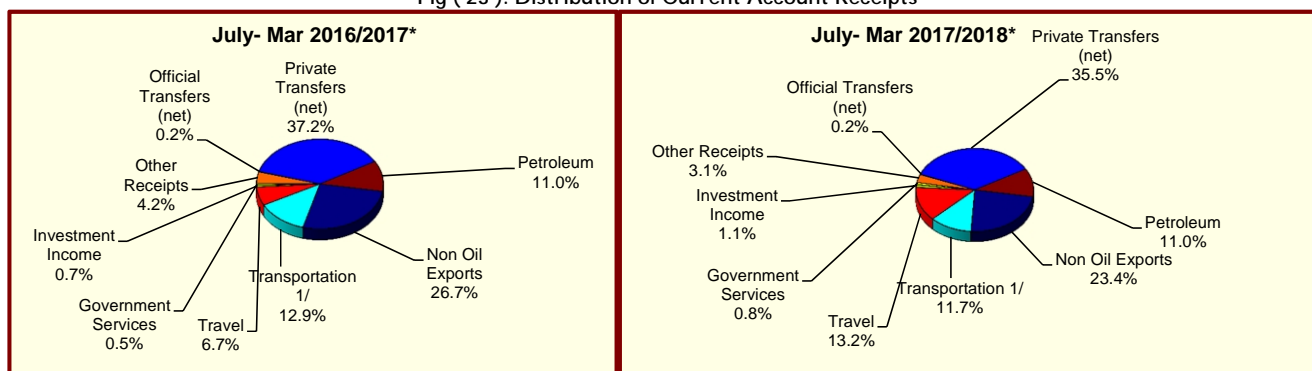 Fig ( 25 ): Distribution of Current Account Receipts
July- Mar 2016/2017*
Official
Transfers
(net)
0.2%
Private
Transfers
(net)
37.2%
Petroleum
11.0%
Other
Receipts
4.2%
Investment
Income
0.7%
Government
Services
0.5%
Travel
6.7%
Transportation
1/
12.9%
Non Oil
Exports
26.7%
July- Mar 2017/2018*
Private Transfers
(net)
35.5%
Official Transfers
(net)
0.2%
Other Receipts
3.1%
Investment
Income
1.1%
Government
Services
0.8%
Travel
13.2%
Transportation 1/
11.7%
Non Oil Exports
23.4%
Petroleum
11.0%